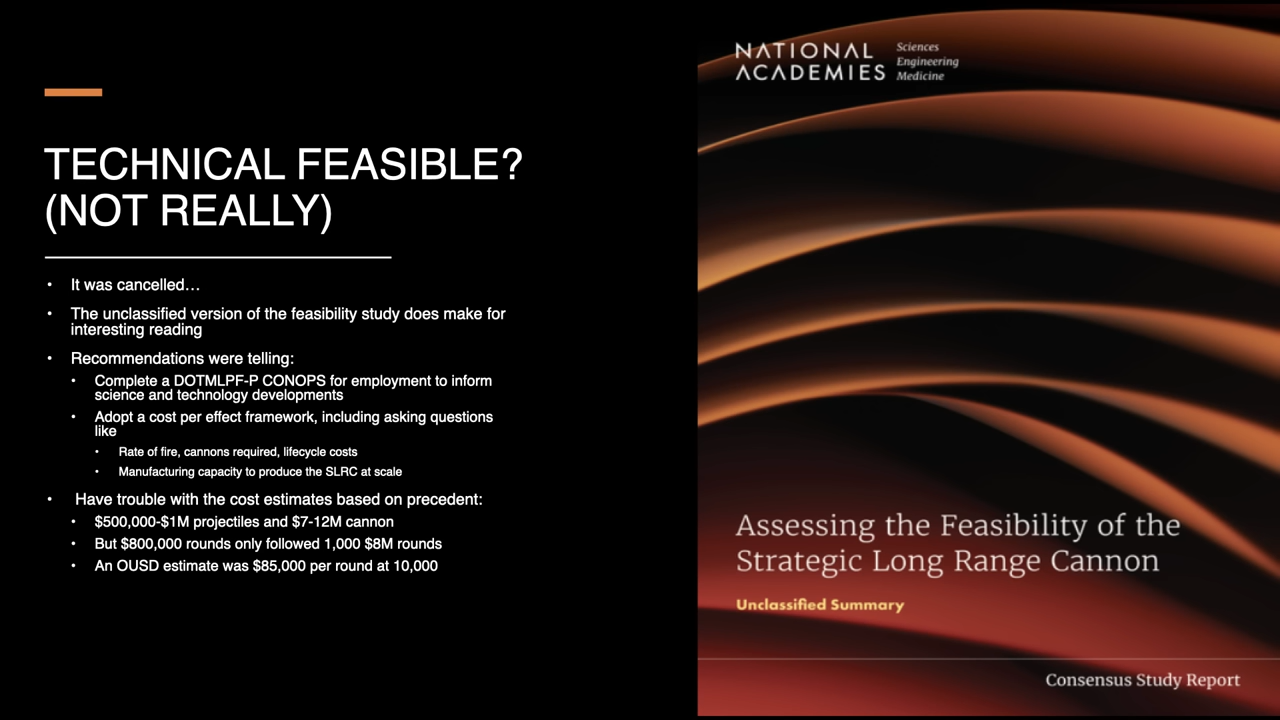 TECHNICAL FEASIBLE?
(NOT REALLY)
• It was cancelled…
• The unclassified version of the feasibility study does make for
interesting reading
• Recommendations were telling:
• Complete a DOTMLPF-P CONOPS for employment to inform
science and technology developments
• Adopt a cost per effect framework, including asking questions
like
• Rate of fire, cannons required, lifecycle costs
• Manufacturing capacity to produce the SLRC at scale
• Have trouble with the cost estimates based on precedent:
• $500,000-$1M projectiles and $7-12M cannon
• But $800,000 rounds only followed 1,000 $8M rounds
• An OUSD estimate was $85,000 per round at 10,000
NATIONAL
ACADEMIES
Sciences
Engineering
Medicine
Assessing the Feasibility of the
Strategic Long Range Cannon
Unclassified Summary
Consensus Study Report